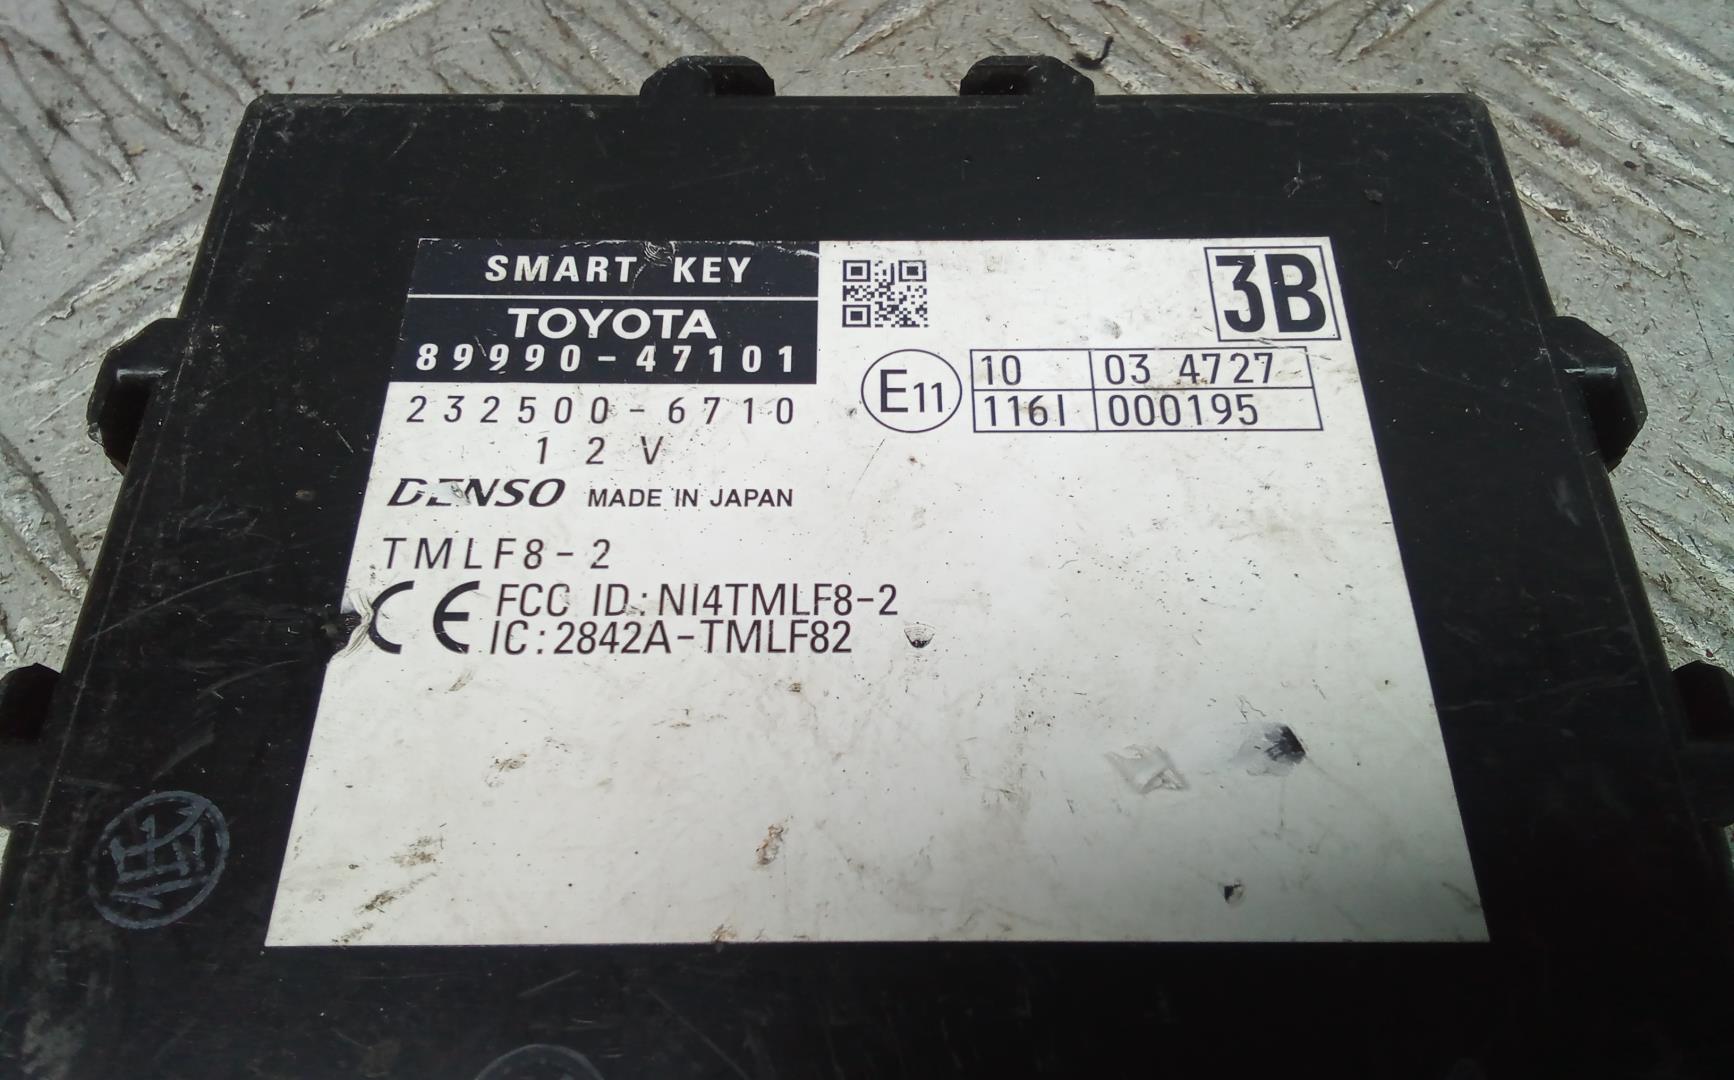 SMART KEY
TOYOTA
89990-47101
232500-6710
12V
DENSO MADE IN JAPAN
TMLF8-2
CE FCC ID:NI4TMLF8-2
IC:2842A-TMLF82
3B
E11
10 03 4727
116I 000195